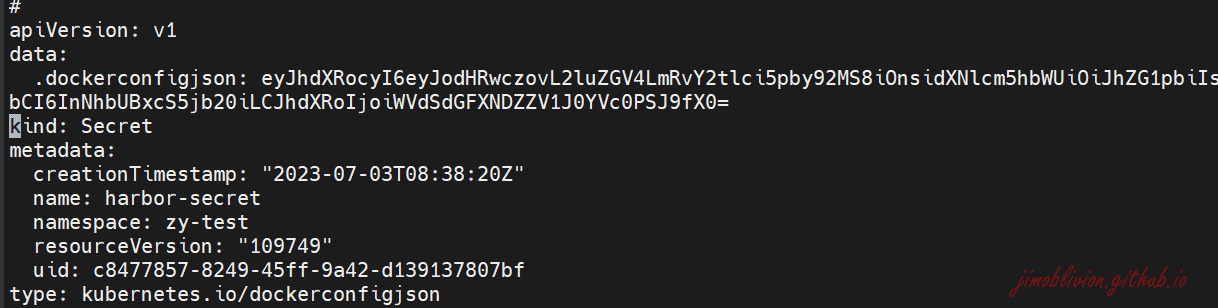 #
apiVersion: v1
data:
  .dockerconfigjson: eyJhdXRocyI6eyJodHRwczovL2luZGV4LmRvY2tlci5pby92MS8iOnsidXNlcm5hbWUiOiJhZG1pbiIs
bCI6InNhbUBxcS5jb20iLCJhdXRoIjoiWVdSdGFXNDZZV1J0YVc0PSJ9fX0=
kind: Secret
metadata:
  creationTimestamp: "2023-07-03T08:38:20Z"
  name: harbor-secret
  namespace: zy-test
  resourceVersion: "109749"
  uid: c8477857-8249-45ff-9a42-d139137807bf
type: kubernetes.io/dockerconfigjson
jimoblivion.github.io